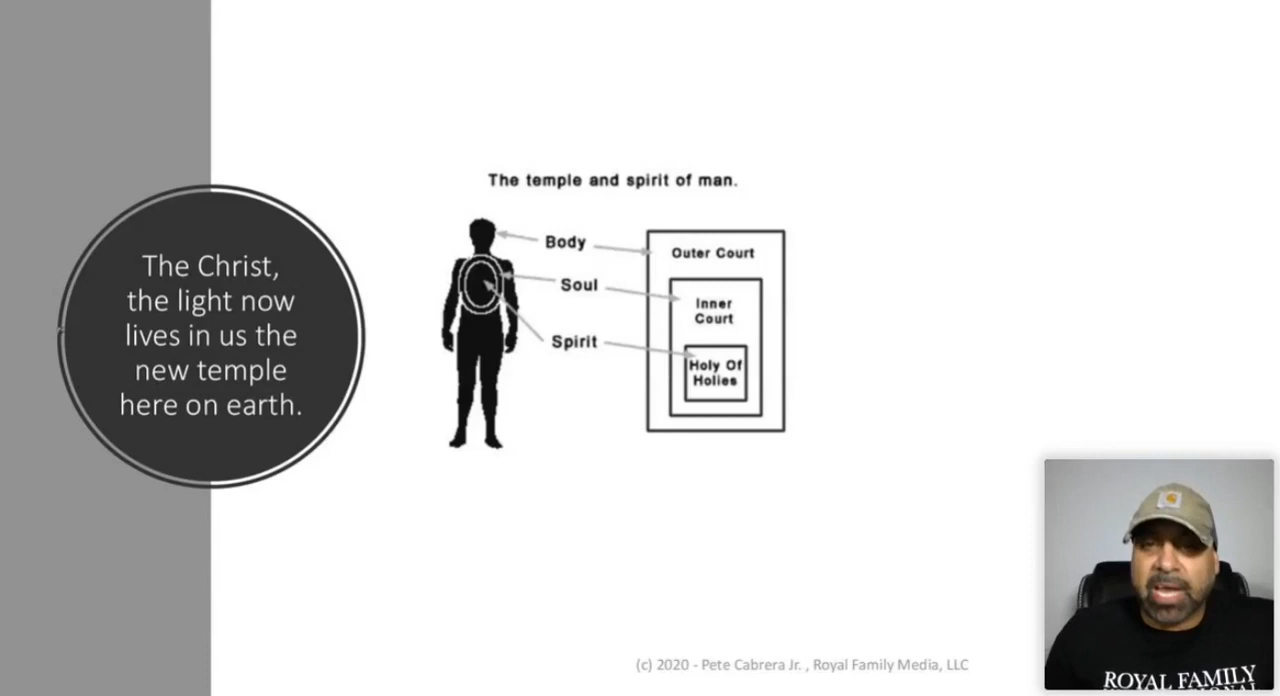 The Christ,
the light now
lives in us the
new temple
here on earth.
The temple and spirit of man.
Body
Soul
Spirit
Outer Court
Inner
Court
Holy Of
Holies
(c) 2020 - Pete Cabrera Jr. , Royal Family Media, LLC
ROYAL FAMILY